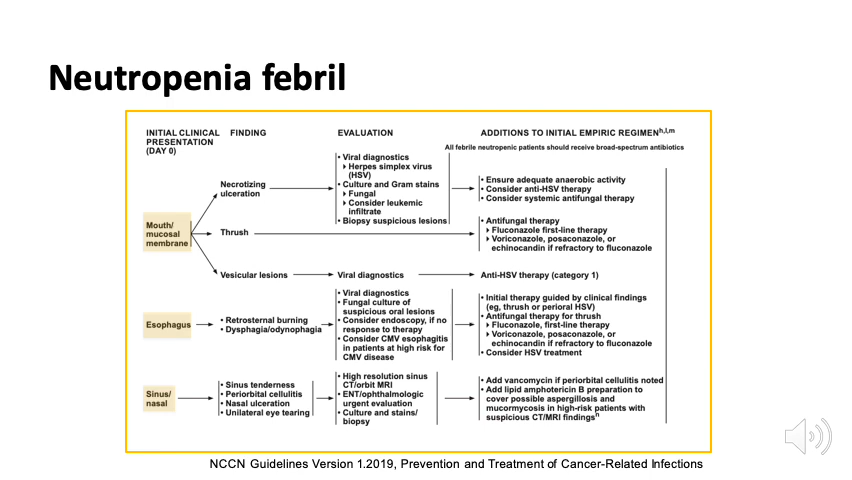 Neutropenia febril
INITIAL CLINICAL
PRESENTATION
(DAY 0)
FINDING
EVALUATION
ADDITIONS TO INITIAL EMPIRIC REGIMENh,l,m
All febrile neutropenic patients should receive broad-spectrum antibiotics
Mouth/
mucosal
membrane
Necrotizing
ulceration
• Viral diagnostics
Herpes simplex virus
(HSV)
• Culture and Gram stains
Fungal
Consider leukemic
infiltrate
• Biopsy suspicious lesions
• Ensure adequate anaerobic activity
• Consider anti-HSV therapy
• Consider systemic antifungal therapy
Thrush
• Antifungal therapy
Fluconazole first-line therapy
Voriconazole, posaconazole, or
echinocandin if refractory to fluconazole
Vesicular lesions
Viral diagnostics
Anti-HSV therapy (category 1)
Esophagus
• Retrosternal burning
• Dysphagia/odynophagia
• Viral diagnostics
• Fungal culture of
suspicious oral lesions
• Consider endoscopy, if no
response to therapy
• Consider CMV esophagitis
in patients at high risk for
CMV disease
• Initial therapy guided by clinical findings
(eg, thrush or perioral HSV)
• Antifungal therapy for thrush
Fluconazole, first-line therapy
Voriconazole, posaconazole, or
echinocandin if refractory to fluconazole
• Consider HSV treatment
Sinus/
nasal
• Sinus tenderness
• Periorbital cellulitis
• Nasal ulceration
• Unilateral eye tearing
• High resolution sinus
CT/orbit MRI
• ENT/ophthalmologic
urgent evaluation
• Culture and stains/
biopsy
• Add vancomycin if periorbital cellulitis noted
• Add lipid amphotericin B preparation to
cover possible aspergillosis and
mucormycosis in high-risk patients with
suspicious CT/MRI findingsn
NCCN Guidelines Version 1.2019, Prevention and Treatment of Cancer-Related Infections